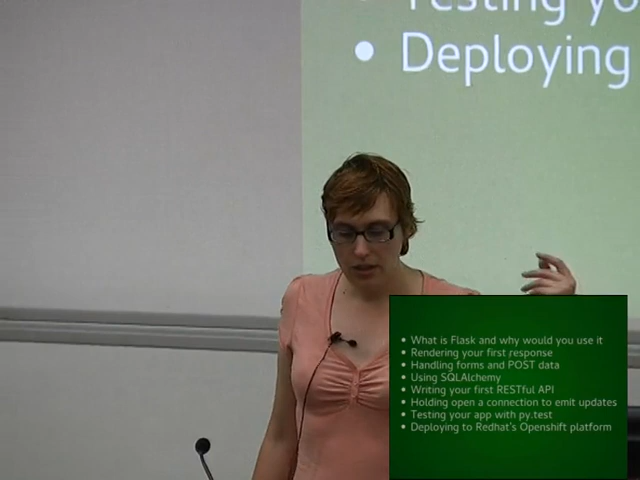 Testing yo
• Deploying
• What is Flask and why would you use it
• Rendering your first response
• Handling forms and POST data
• Using SQLAlchemy
• Writing your first RESTful API
• Holding open a connection to emit updates
• Testing your app with py.test
• Deploying to Redhat's Openshift platform